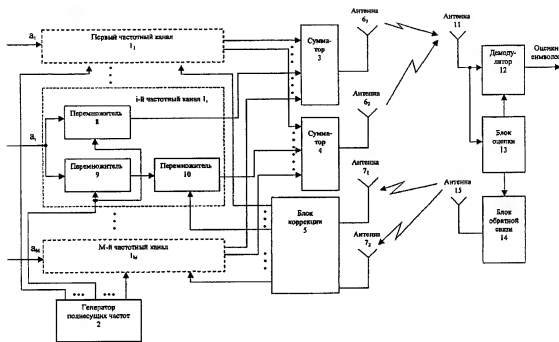 a₁
Первый частотный канал
1₁
i-й частотный канал 1ᵢ
aᵢ
Перемножитель
8
Перемножитель
9
Перемножитель
10
aM
М-й частотный канал
1M
Генератор
поднесущих частот
2
Сумма-
тор
3
Сумма-
тор
4
Блок
коррекции
5
Антенна
6₁
Антенна
6₂
Антенна
7₁
Антенна
7₂
Антенна
11
Антенна
15
Демоду-
лятор
12
Оценки
символов
Блок
оценки
13
Блок
обратной
связи
14